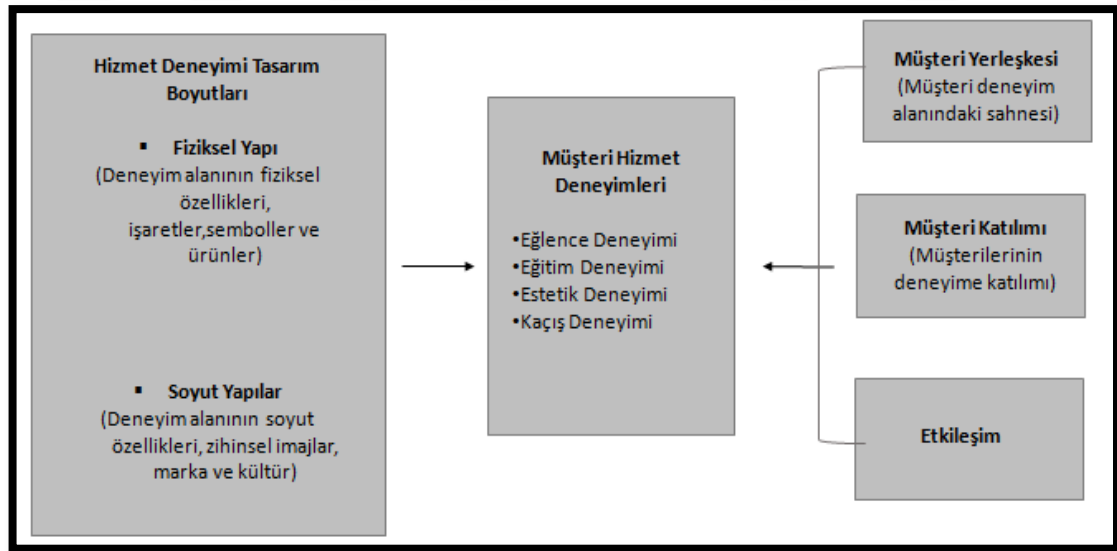 Hizmet Deneyimi Tasarım
Boyutları
▪ Fiziksel Yapı
(Deneyim alanının fiziksel
özellikleri,
işaretler,semboller ve
ürünler)
▪ Soyut Yapılar
(Deneyim alanının soyut
özellikleri, zihinsel imajlar,
marka ve kültür)
Müşteri Hizmet
Deneyimleri
•Eğlence Deneyimi
•Eğitim Deneyimi
•Estetik Deneyimi
•Kaçış Deneyimi
Müşteri Yerleşkesi
(Müşteri deneyim
alanındaki sahnesi)
Müşteri Katılımı
(Müşterilerinin
deneyime katılımı)
Etkileşim